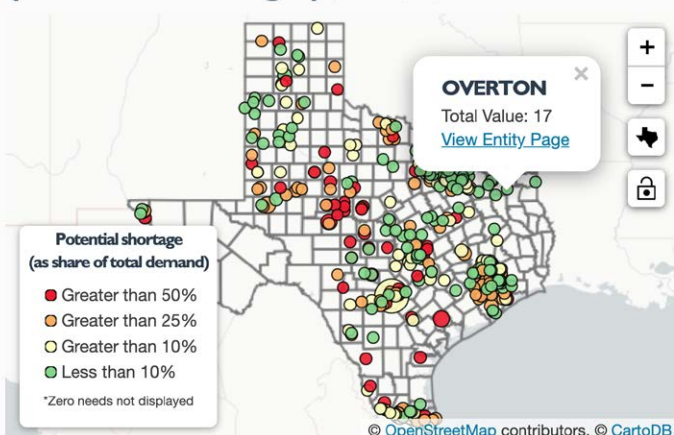 OVERTON
×
Total Value: 17
View Entity Page
+
−
Potential shortage
(as share of total demand)
Greater than 50%
Greater than 25%
Greater than 10%
Less than 10%
*Zero needs not displayed
© OpenStreetMap contributors, © CartoDB